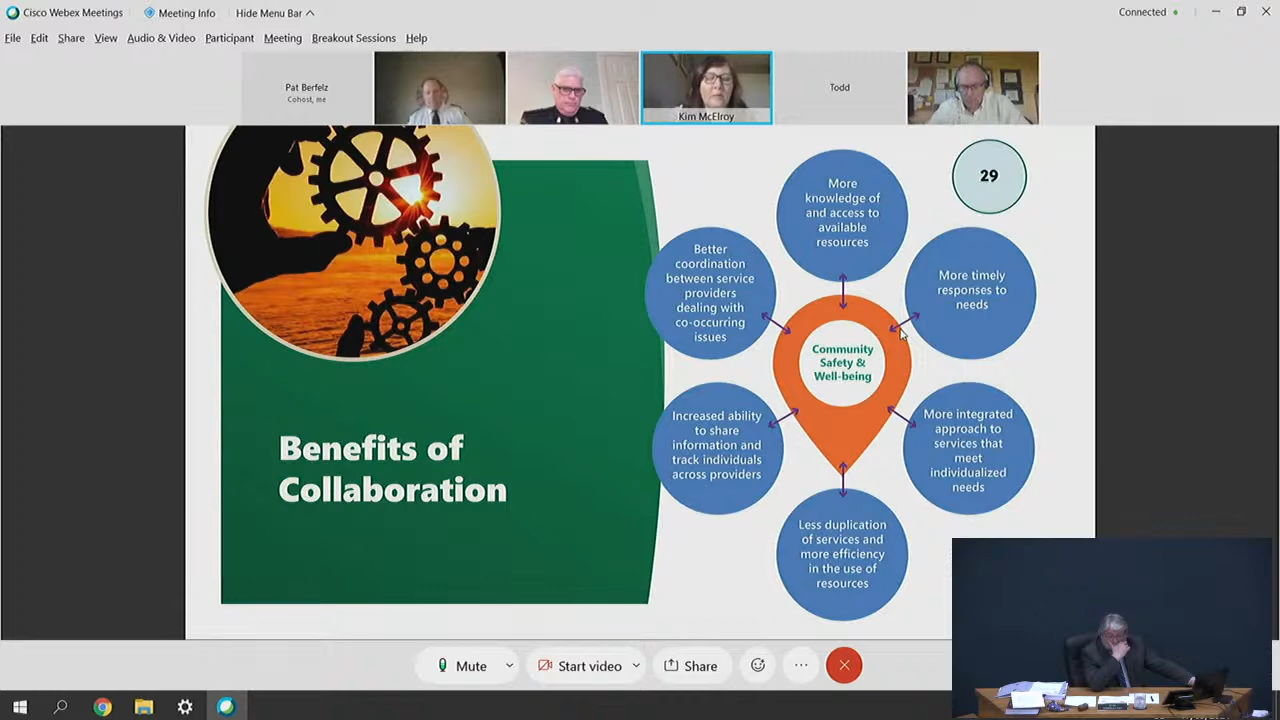 Cisco Webex Meetings
Meeting Info
Hide Menu Bar
Connected
File Edit Share View Audio & Video Participant Meeting Breakout Sessions Help
Pat Berfelz
Cohost, me
Kim McElroy
Todd
29
More
knowledge of
and access to
available
resources
Better
coordination
between service
providers
dealing with
co-occurring
issues
More timely
responses to
needs
Community
Safety &
Well-being
Increased ability
to share
information and
track individuals
across providers
More integrated
approach to
services that
meet
individualized
needs
Less duplication
of services and
more efficiency
in the use of
resources
Benefits of
Collaboration
Mute
Start video
Share